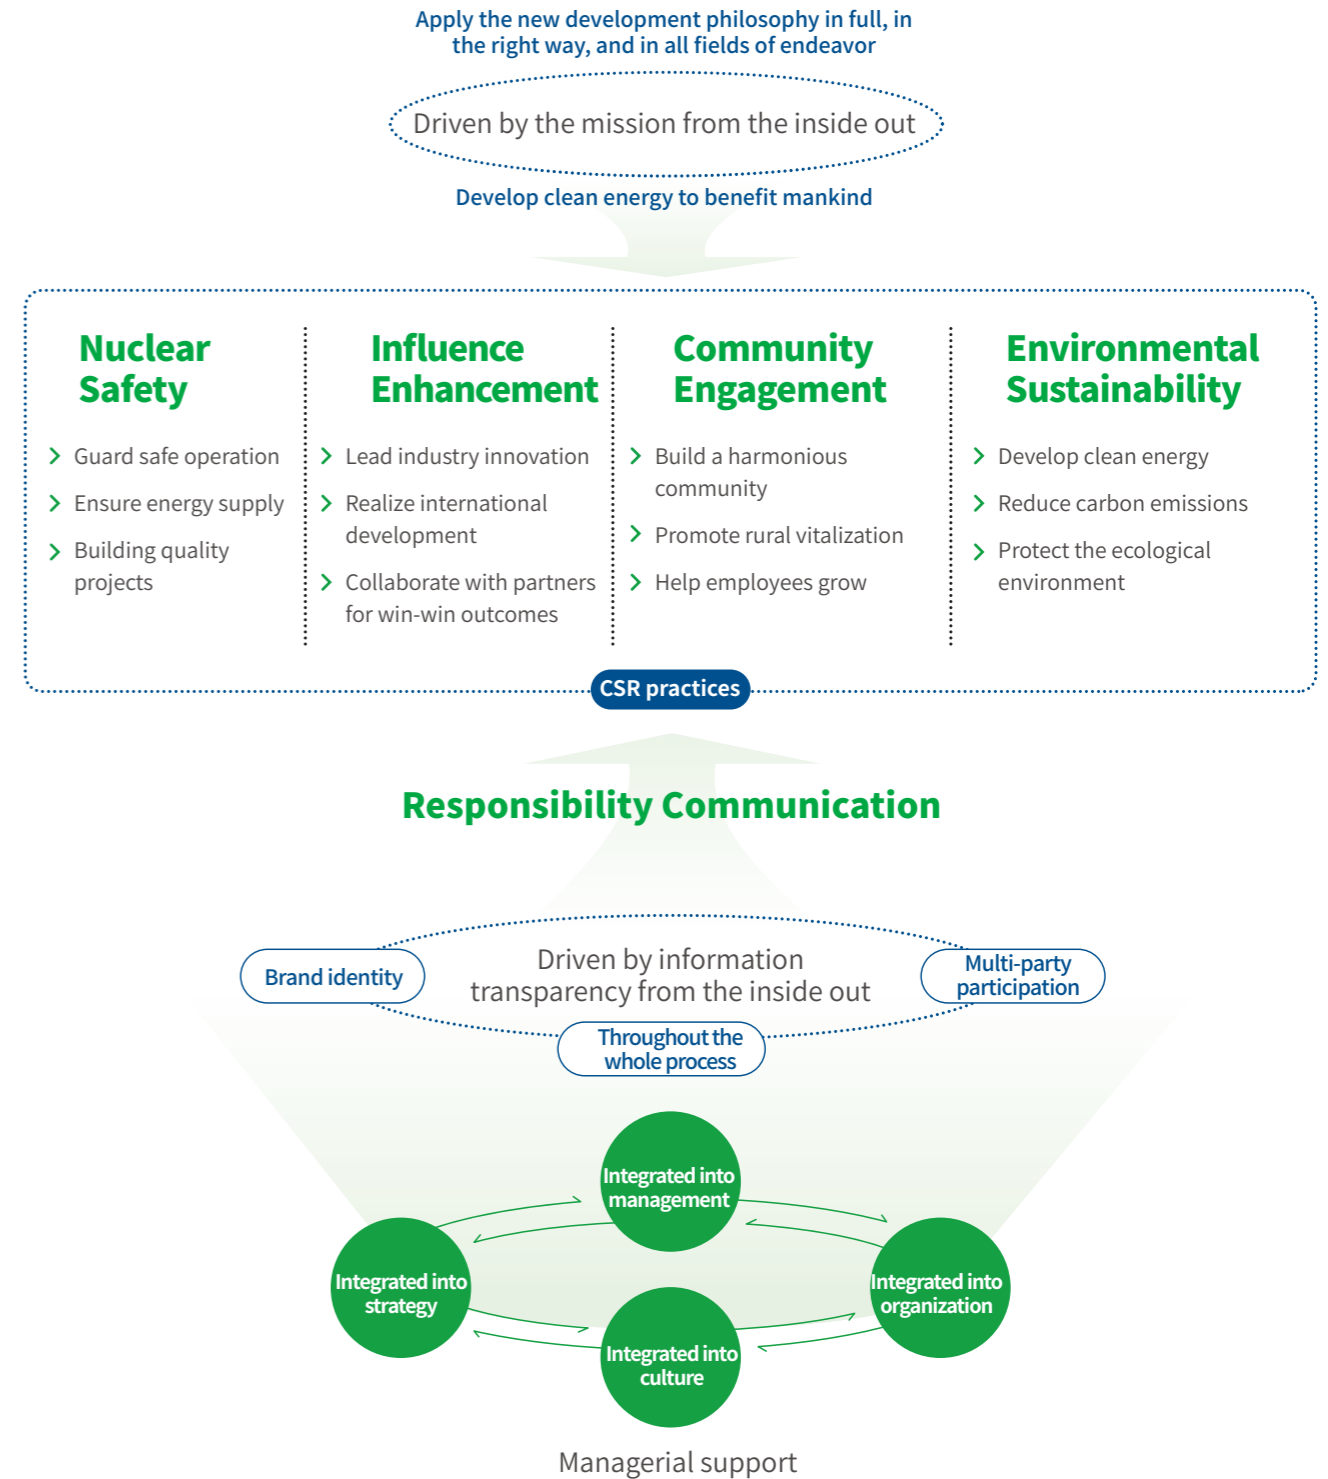 Apply the new development philosophy in full, in
the right way, and in all fields of endeavor
Driven by the mission from the inside out
Develop clean energy to benefit mankind
Nuclear
Safety
Guard safe operation
Ensure energy supply
Building quality
projects
Influence
Enhancement
Lead industry innovation
Realize international
development
Collaborate with partners
for win-win outcomes
Community
Engagement
Build a harmonious
community
Promote rural vitalization
Help employees grow
Environmental
Sustainability
Develop clean energy
Reduce carbon emissions
Protect the ecological
environment
CSR practices
Responsibility Communication
Brand identity
Driven by information
transparency from the inside out
Multi-party
participation
Throughout the
whole process
Integrated into
management
Integrated into
strategy
Integrated into
organization
Integrated into
culture
Managerial support